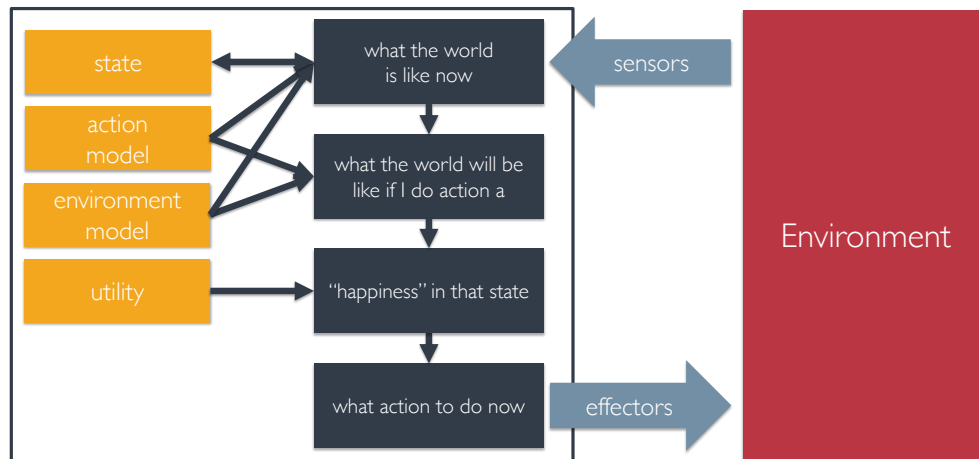 state
action
model
environment
model
utility
what the world
is like now
what the world will be
like if I do action a
“happiness” in that state
what action to do now
sensors
effectors
Environment